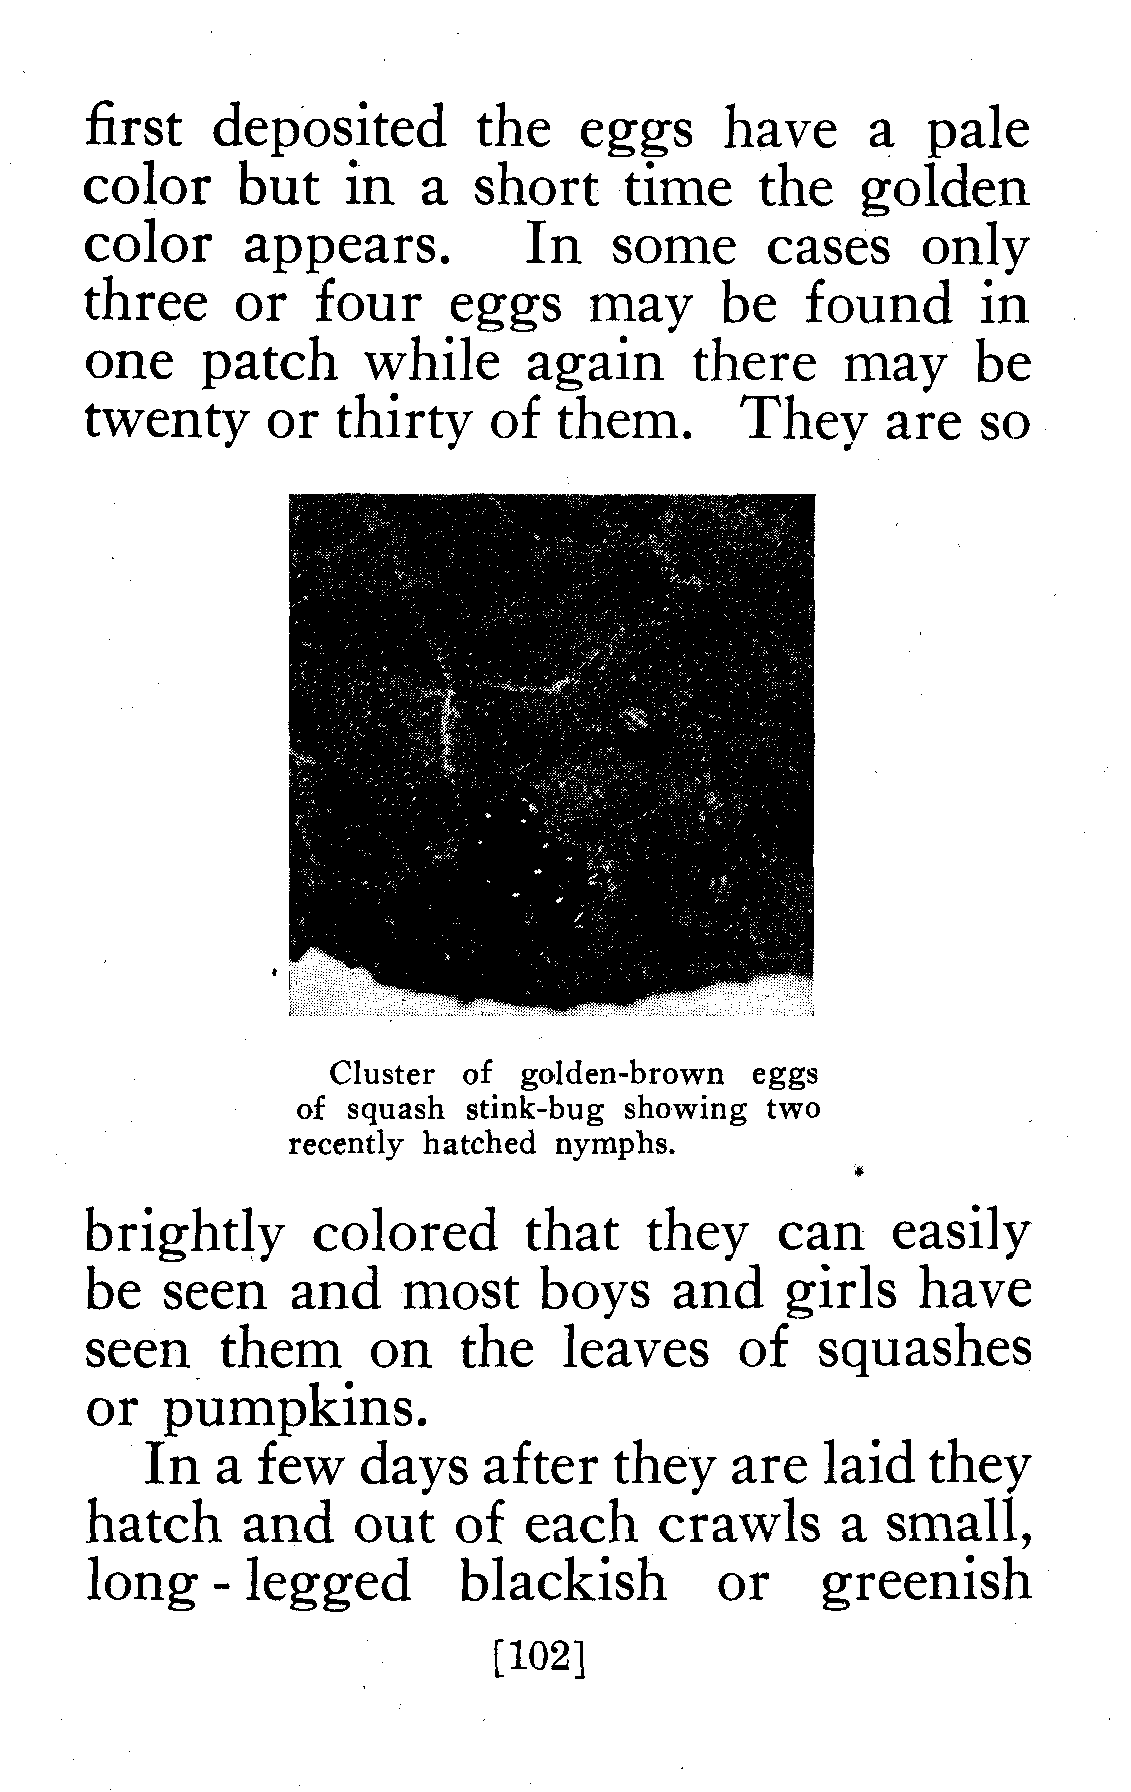 first deposited the eggs have a pale
color but in a short time the golden
color appears. In some cases only
three or four eggs may be found in
one patch while again there may be
twenty or thirty of them. They are so
Cluster of golden-brown eggs
of squash stink-bug showing two
recently hatched nymphs.
brightly colored that they can easily
be seen and most boys and girls have
seen them on the leaves of squashes
or pumpkins.
In a few days after they are laid they
hatch and out of each crawls a small,
long-legged blackish or greenish
[102]